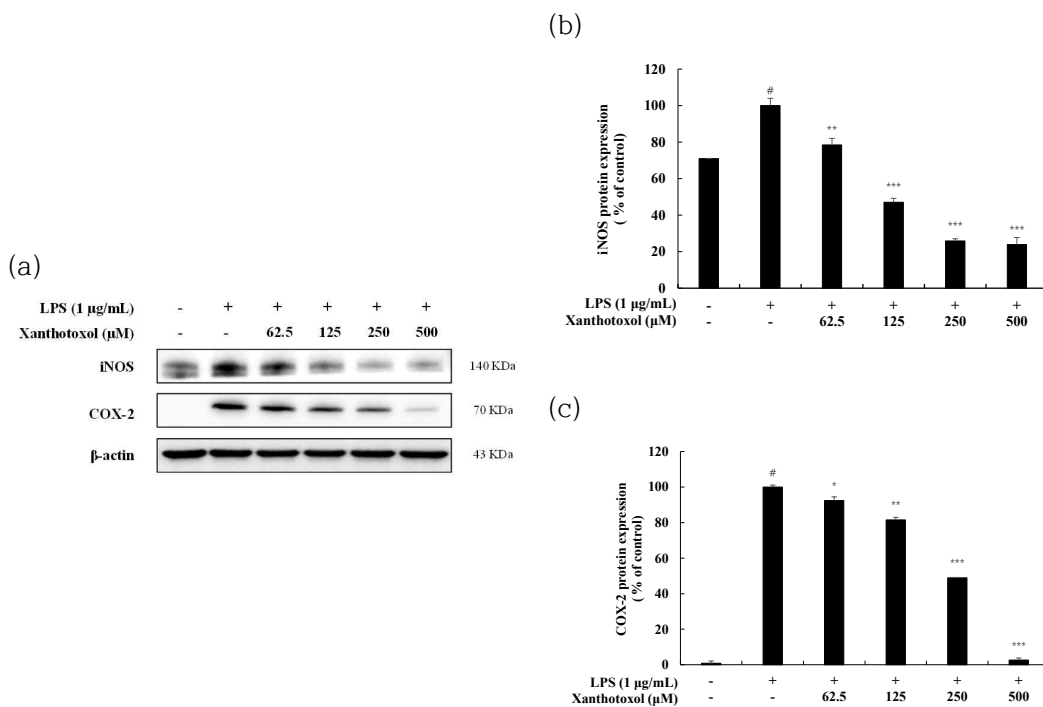 (a)
LPS (1 μg/mL) - + + + + +
Xanthotoxol (μM) - - 62.5 125 250 500
iNOS 140 KDa
COX-2 70 KDa
β-actin 43 KDa
(b)
iNOS protein expression
( % of control)
120
100
80
60
40
20
0
# ** *** *** ***
LPS (1 μg/mL) - + + + + +
Xanthotoxol (μM) - - 62.5 125 250 500
(c)
COX-2 protein expression
( % of control)
120
100
80
60
40
20
0
# * ** *** ***
LPS (1 μg/mL) - + + + + +
Xanthotoxol (μM) - - 62.5 125 250 500